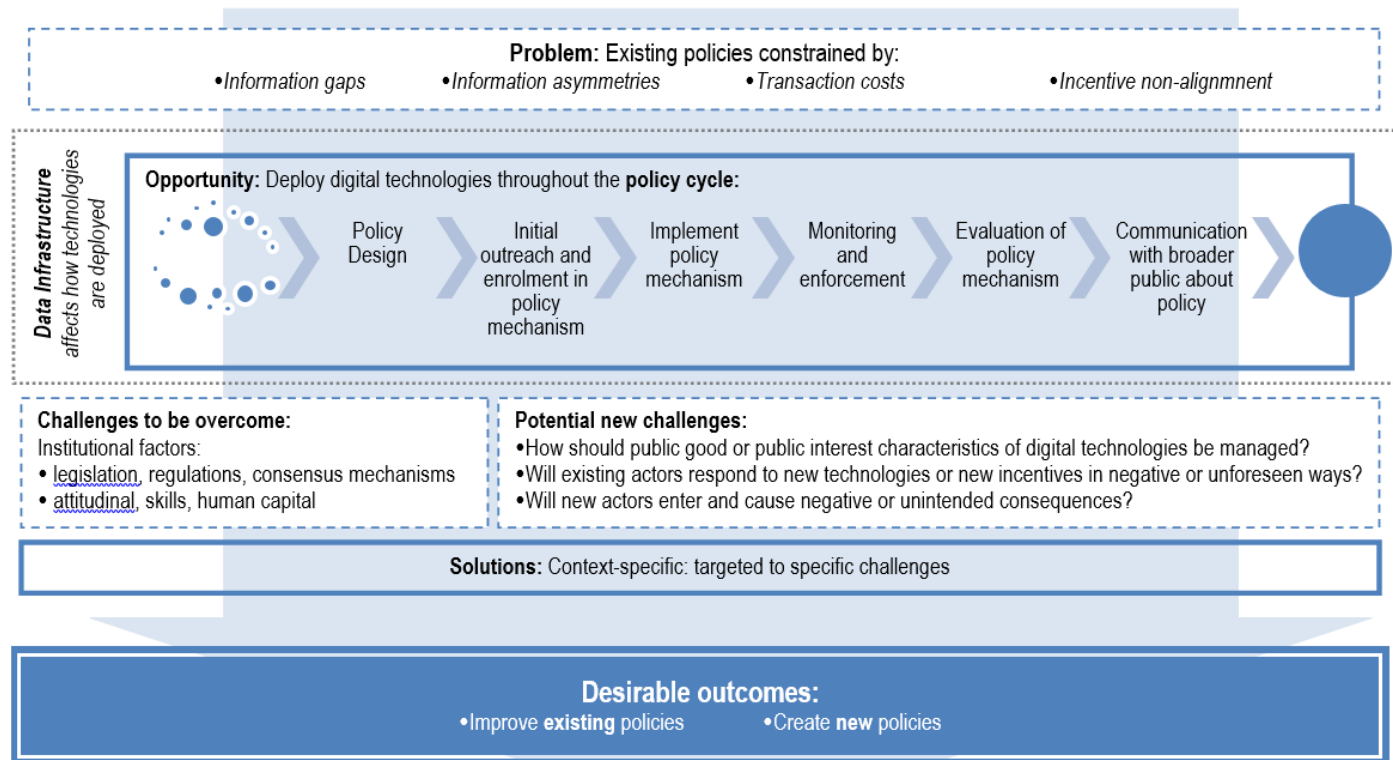 Problem: Existing policies constrained by:
•Information gaps •Information asymmetries •Transaction costs •Incentive non-alignmnent
Data Infrastructure
affects how technologies
are deployed
Opportunity: Deploy digital technologies throughout the policy cycle:
Policy
Design
Initial
outreach and
enrolment in
policy
mechanism
Implement
policy
mechanism
Monitoring
and
enforcement
Evaluation of
policy
mechanism
Communication
with broader
public about
policy
Challenges to be overcome:
Institutional factors:
• legislation, regulations, consensus mechanisms
• attitudinal, skills, human capital
Potential new challenges:
•How should public good or public interest characteristics of digital technologies be managed?
•Will existing actors respond to new technologies or new incentives in negative or unforeseen ways?
•Will new actors enter and cause negative or unintended consequences?
Solutions: Context-specific: targeted to specific challenges
Desirable outcomes:
•Improve existing policies •Create new policies